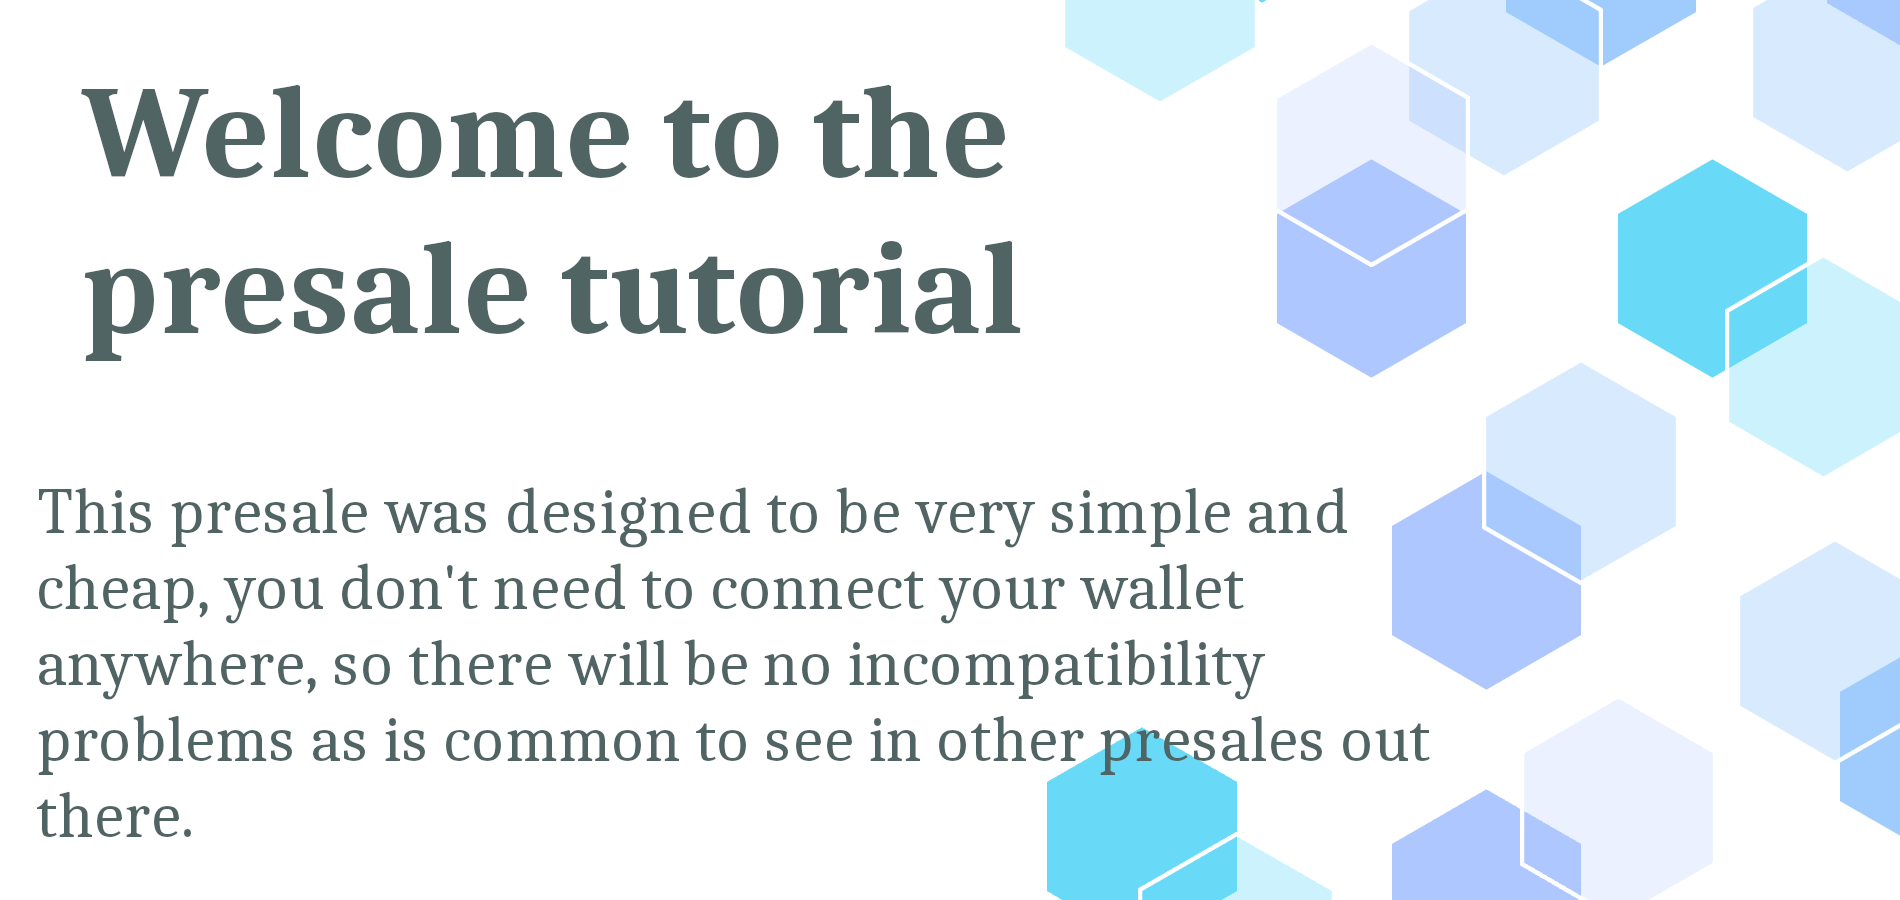 Welcome to the
presale tutorial
This presale was designed to be very simple and
cheap, you don't need to connect your wallet
anywhere, so there will be no incompatibility
problems as is common to see in other presales out
there.